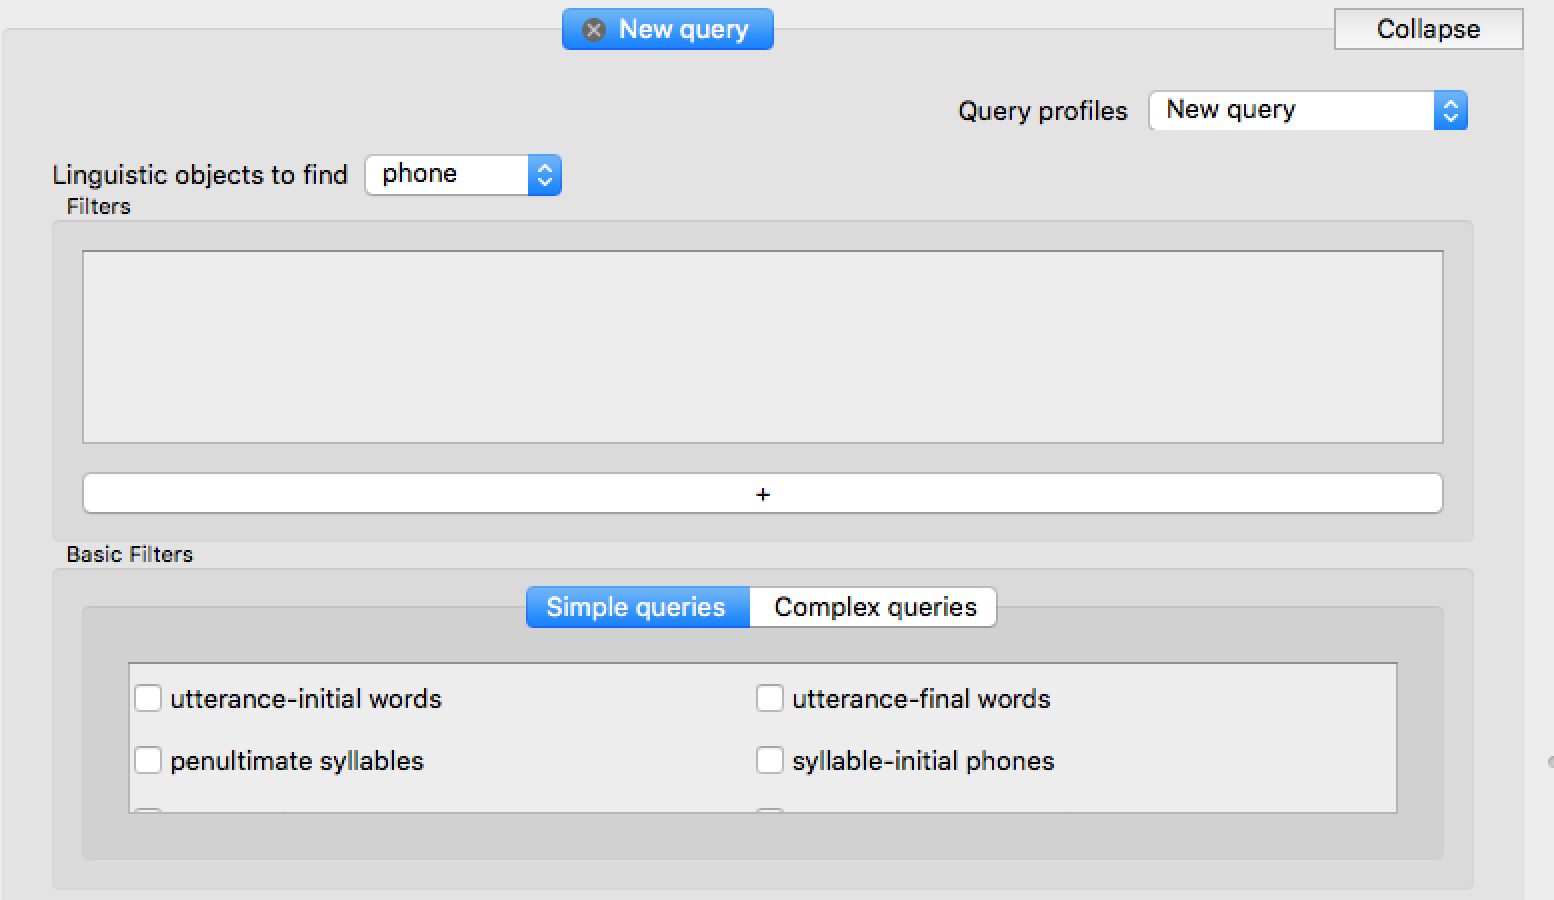 New query
Collapse
Query profiles New query
Linguistic objects to find phone
Filters
+
Basic Filters
Simple queries Complex queries
utterance-initial words utterance-final words
penultimate syllables syllable-initial phones